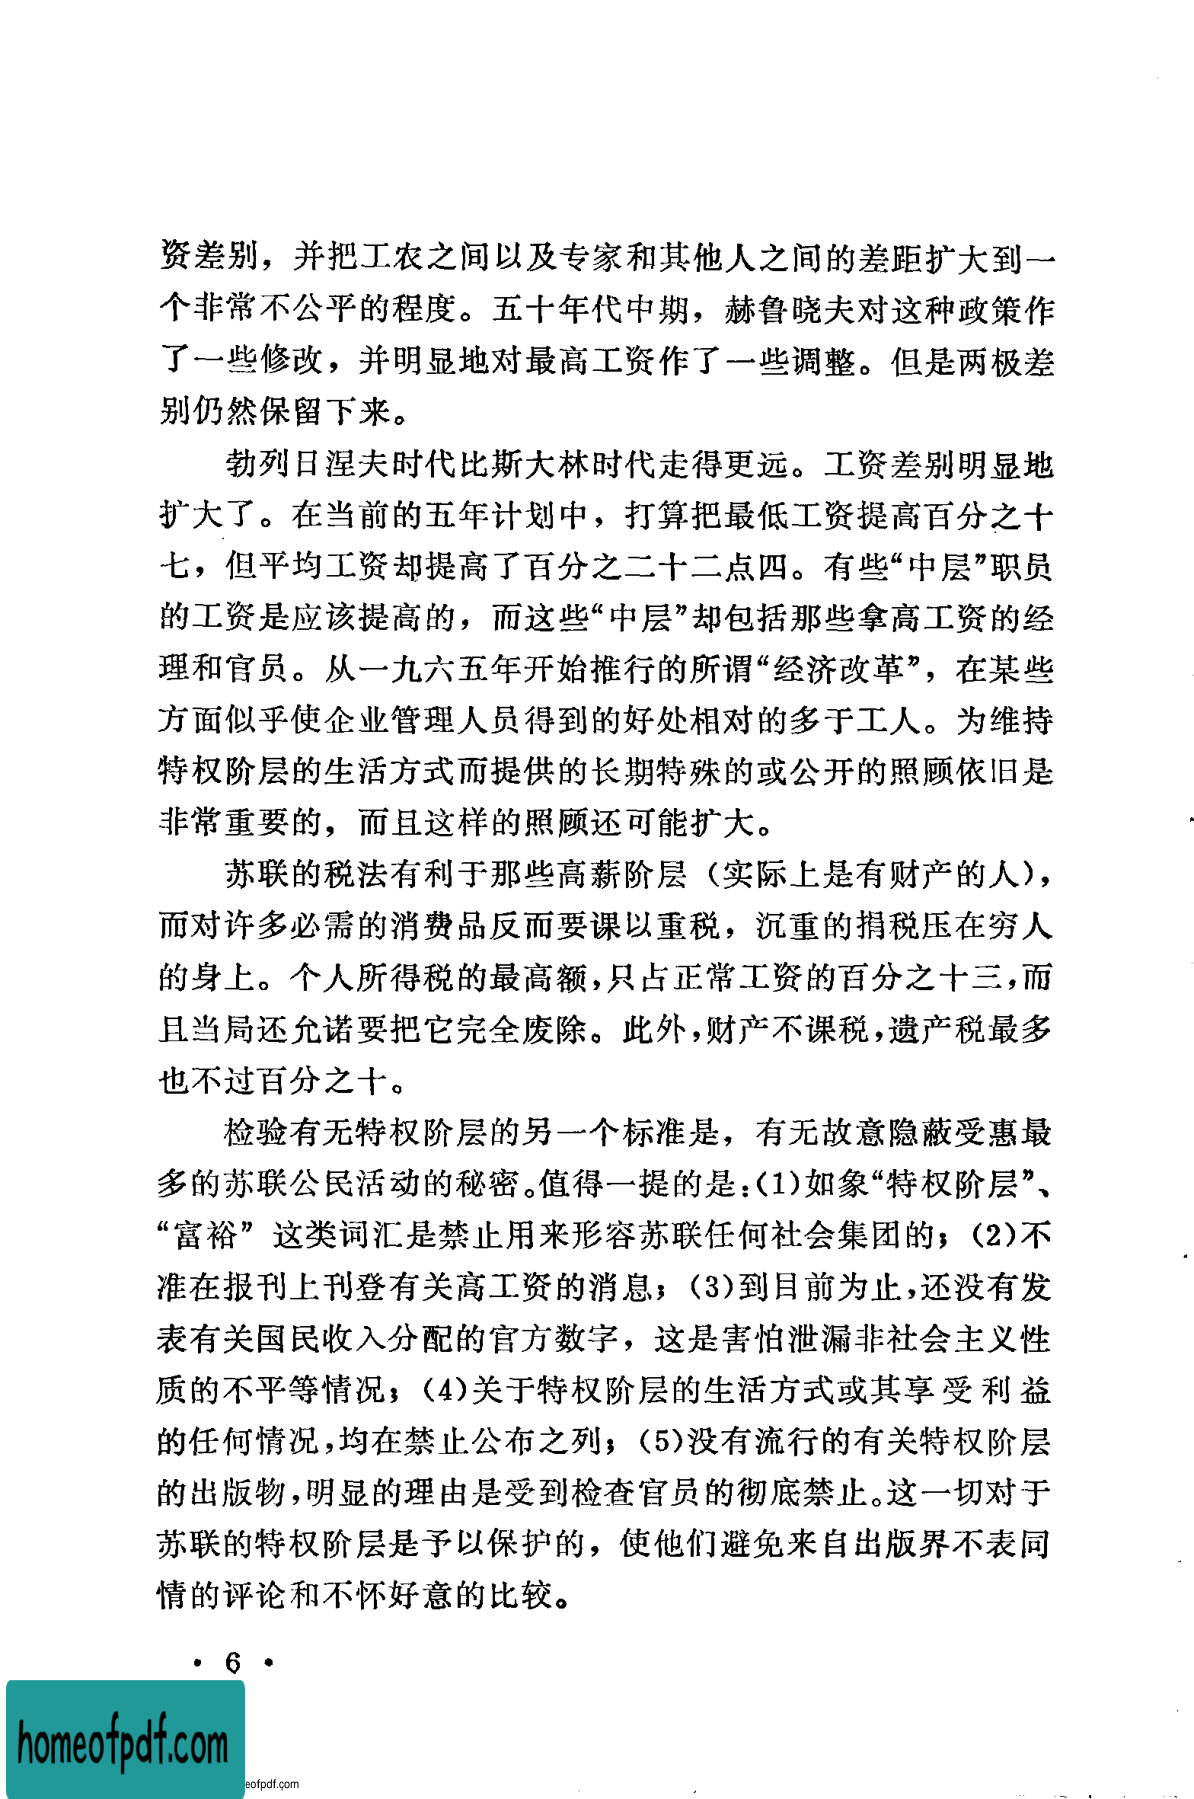 资差别，并把工农之间以及专家和其他人之间的差距扩大到一
个非常不公平的程度。五十年代中期，赫鲁晓夫对这种政策作
了一些修改，并明显地对最高工资作了一些调整。但是两极差
别仍然保留下来。
勃列日涅夫时代比斯大林时代走得更远。工资差别明显地
扩大了。在当前的五年计划中，打算把最低工资提高百分之十
七，但平均工资却提高了百分之二十二点四。有些“中层”职员
的工资是应该提高的，而这些“中层”却包括那些拿高工资的经
理和官员。从一九六五年开始推行的所谓“经济改革”，在某些
方面似乎使企业管理人员得到的好处相对的多于工人。为维持
特权阶层的生活方式而提供的长期特殊的或公开的照顾依旧是
非常重要的，而且这样的照顾还可能扩大。
苏联的税法有利于那些高薪阶层（实际上是有财产的人），
而对许多必需的消费品反而要课以重税，沉重的捐税压在穷人
的身上。个人所得税的最高额，只占正常工资的百分之十三，而
且当局还允诺要把它完全废除。此外，财产不课税，遗产税最多
也不过百分之十。
检验有无特权阶层的另一个标准是，有无故意隐蔽受惠最
多的苏联公民活动的秘密。值得一提的是：(1)如象“特权阶层”、
“富裕”这类词汇是禁止用来形容苏联任何社会集团的；(2)不
准在报刊上刊登有关高工资的消息；(3)到目前为止，还没有发
表有关国民收入分配的官方数字，这是害怕泄漏非社会主义性
质的不平等情况；(4)关于特权阶层的生活方式或其享受利益
的任何情况，均在禁止公布之列；(5)没有流行的有关特权阶层
的出版物，明显的理由是受到检查官员的彻底禁止。这一切对于
苏联的特权阶层是予以保护的，使他们避免来自出版界不表同
情的评论和不怀好意的比较。
· 6 ·
homeofpdf.com
eofpdf.com